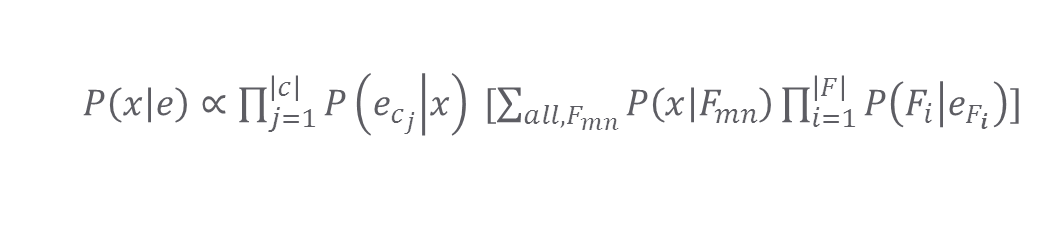 P(x|e) ∝ ∏_{j=1}^{|c|} P(e_{c_j}|x) [∑_{all,F_{mn}} P(x|F_{mn}) ∏_{i=1}^{|F|} P(F_i|e_{F_i})]